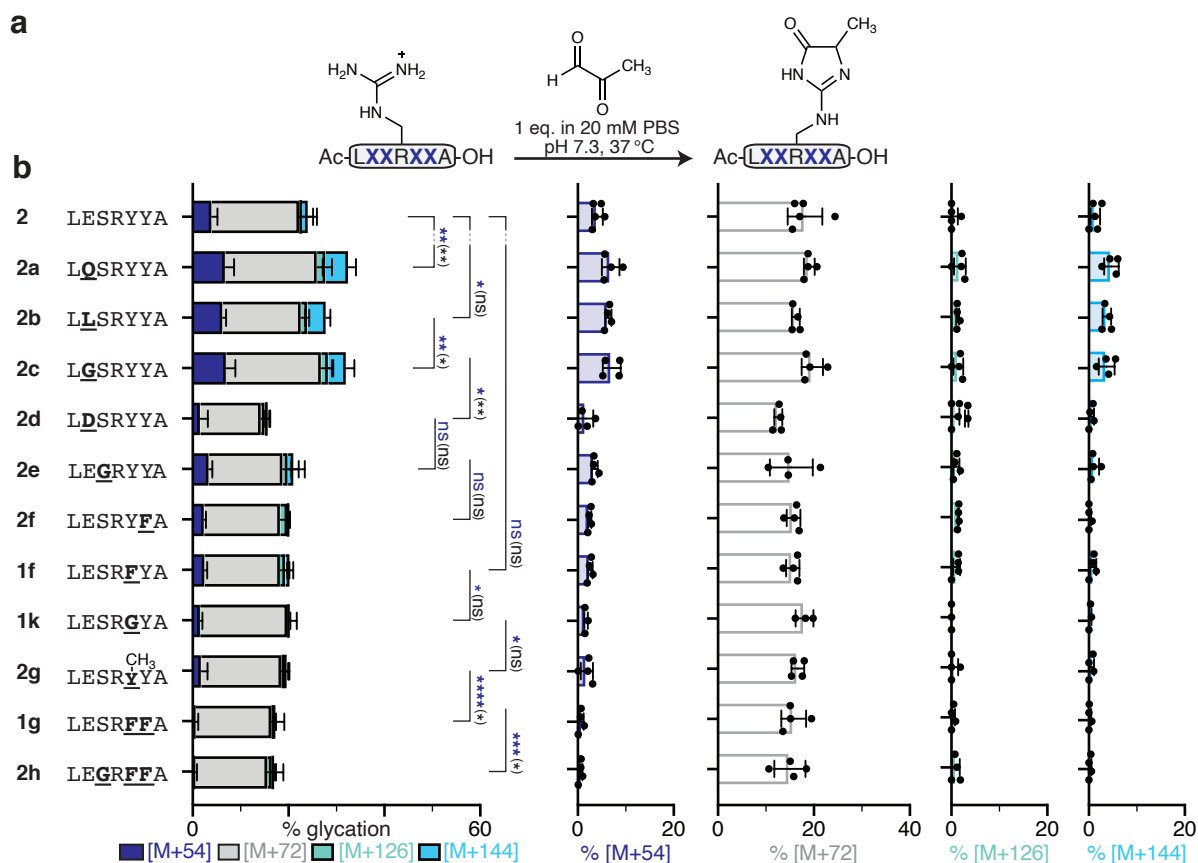 a
H₂N
+
NH₂
HN
O
H
CH₃
O
1 eq. in 20 mM PBS
pH 7.3, 37 °C
O
CH₃
HN
N
NH
Ac-LXXRXXA-OH
Ac-LXXRXXA-OH
b
2 LESRYYA
2a LQSRYYA
2b LLSRYYA
2c LGSRYYA
2d LDSRYYA
2e LEGRYYA
2f LESRYFA
1f LESRFYA
1k LESRGYA
CH₃
2g LESRYYA
1g LESRFFA
2h LEGRFFA
**(**)
*(ns)
**(*)
*(**)
ns(ns)
ns(ns)
ns(ns)
*(ns)
*(ns)
****(*)
***(*)
0 % glycation 60
0 20
0 20 40
0 20
0 20
[M+54] [M+72] [M+126] [M+144]
% [M+54]
% [M+72]
% [M+126]
% [M+144]